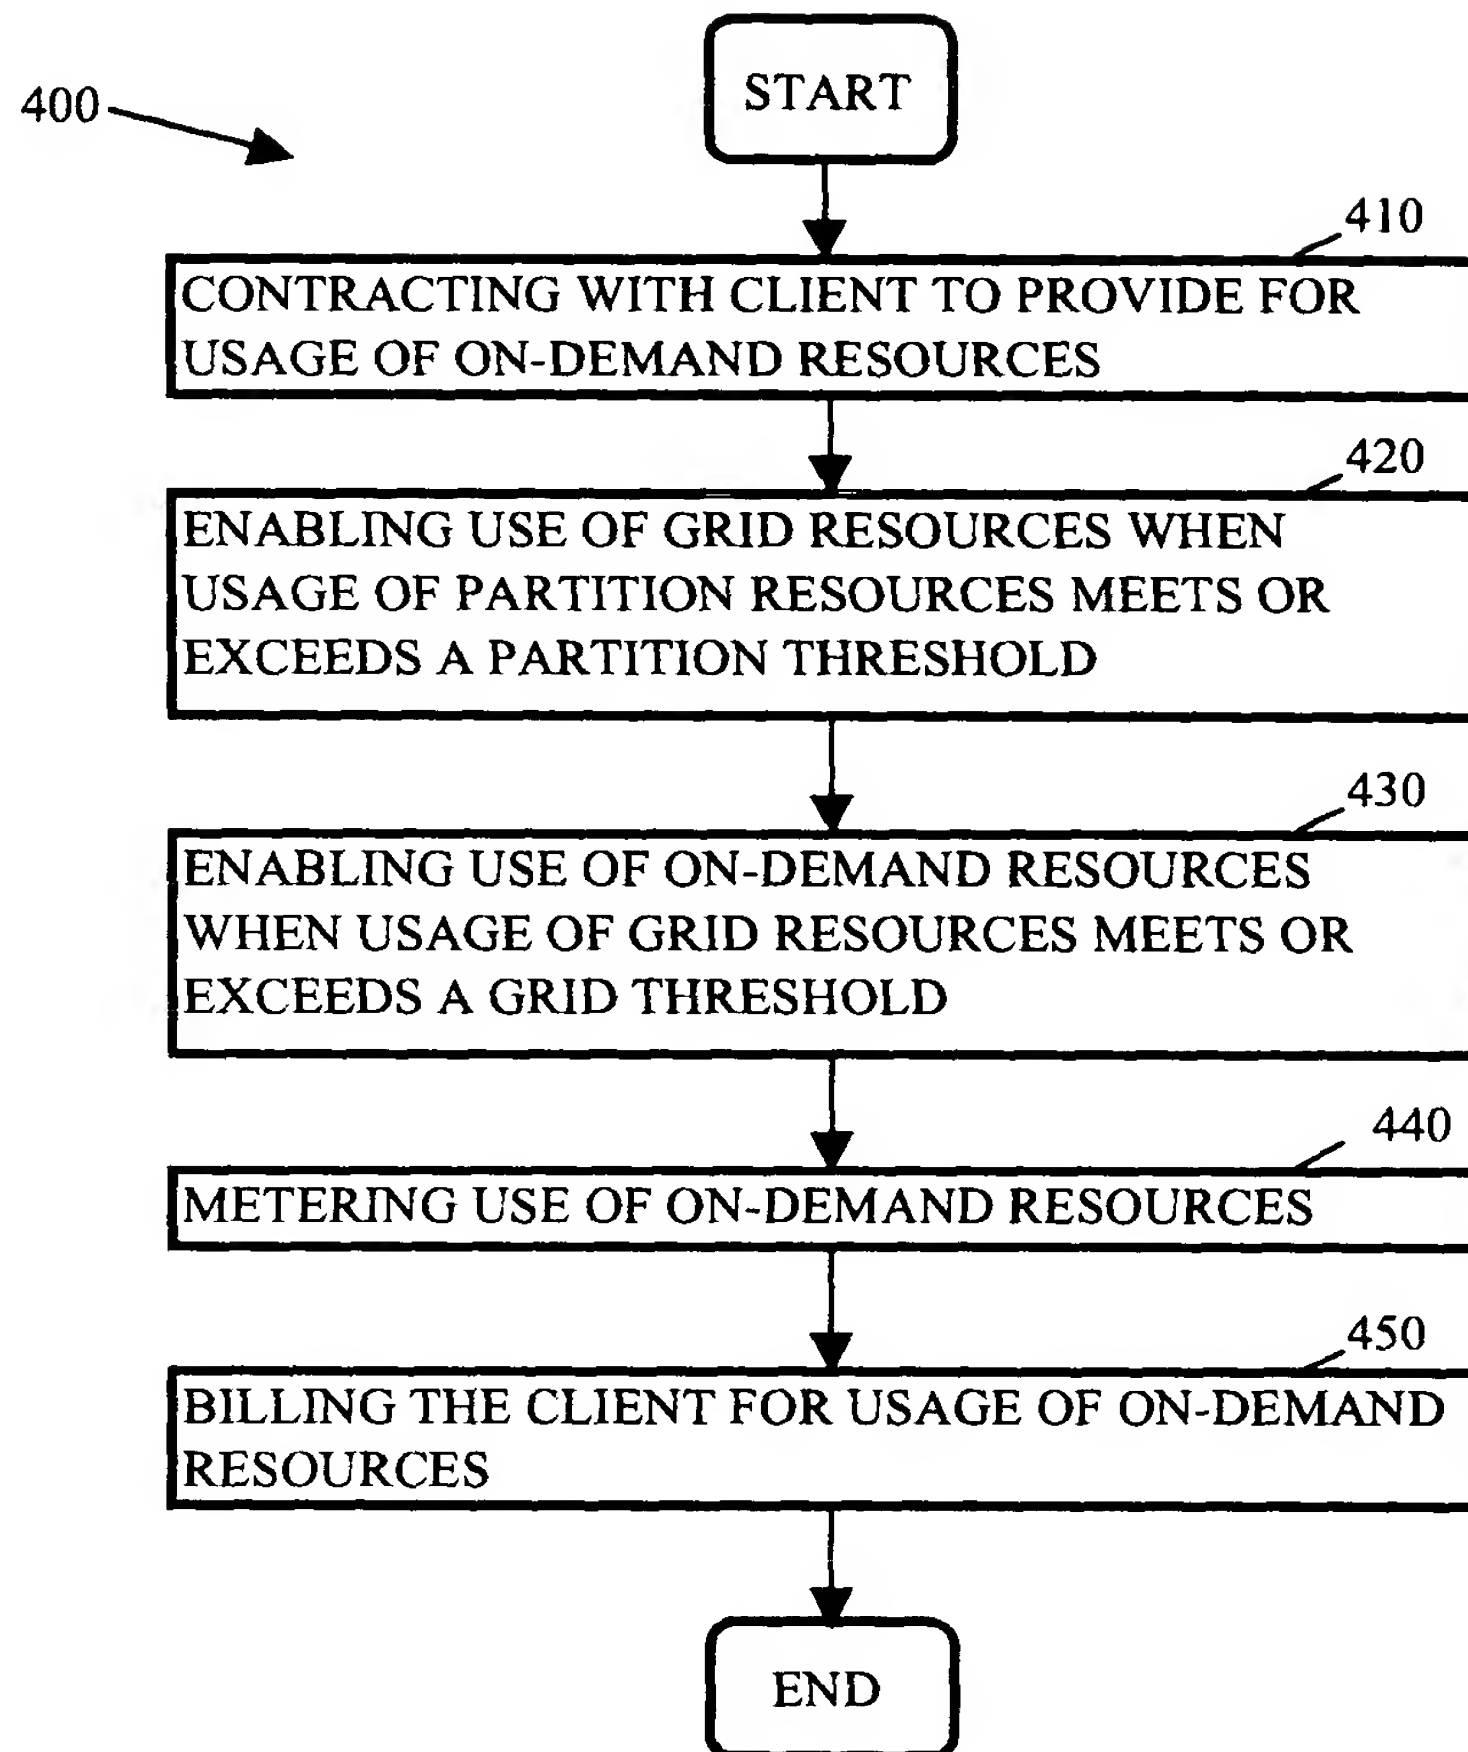 START
400
410
CONTRACTING WITH CLIENT TO PROVIDE FOR
USAGE OF ON-DEMAND RESOURCES
420
ENABLING USE OF GRID RESOURCES WHEN
USAGE OF PARTITION RESOURCES MEETS OR
EXCEEDS A PARTITION THRESHOLD
430
ENABLING USE OF ON-DEMAND RESOURCES
WHEN USAGE OF GRID RESOURCES MEETS OR
EXCEEDS A GRID THRESHOLD
440
METERING USE OF ON-DEMAND RESOURCES
450
BILLING THE CLIENT FOR USAGE OF ON-DEMAND
RESOURCES
END